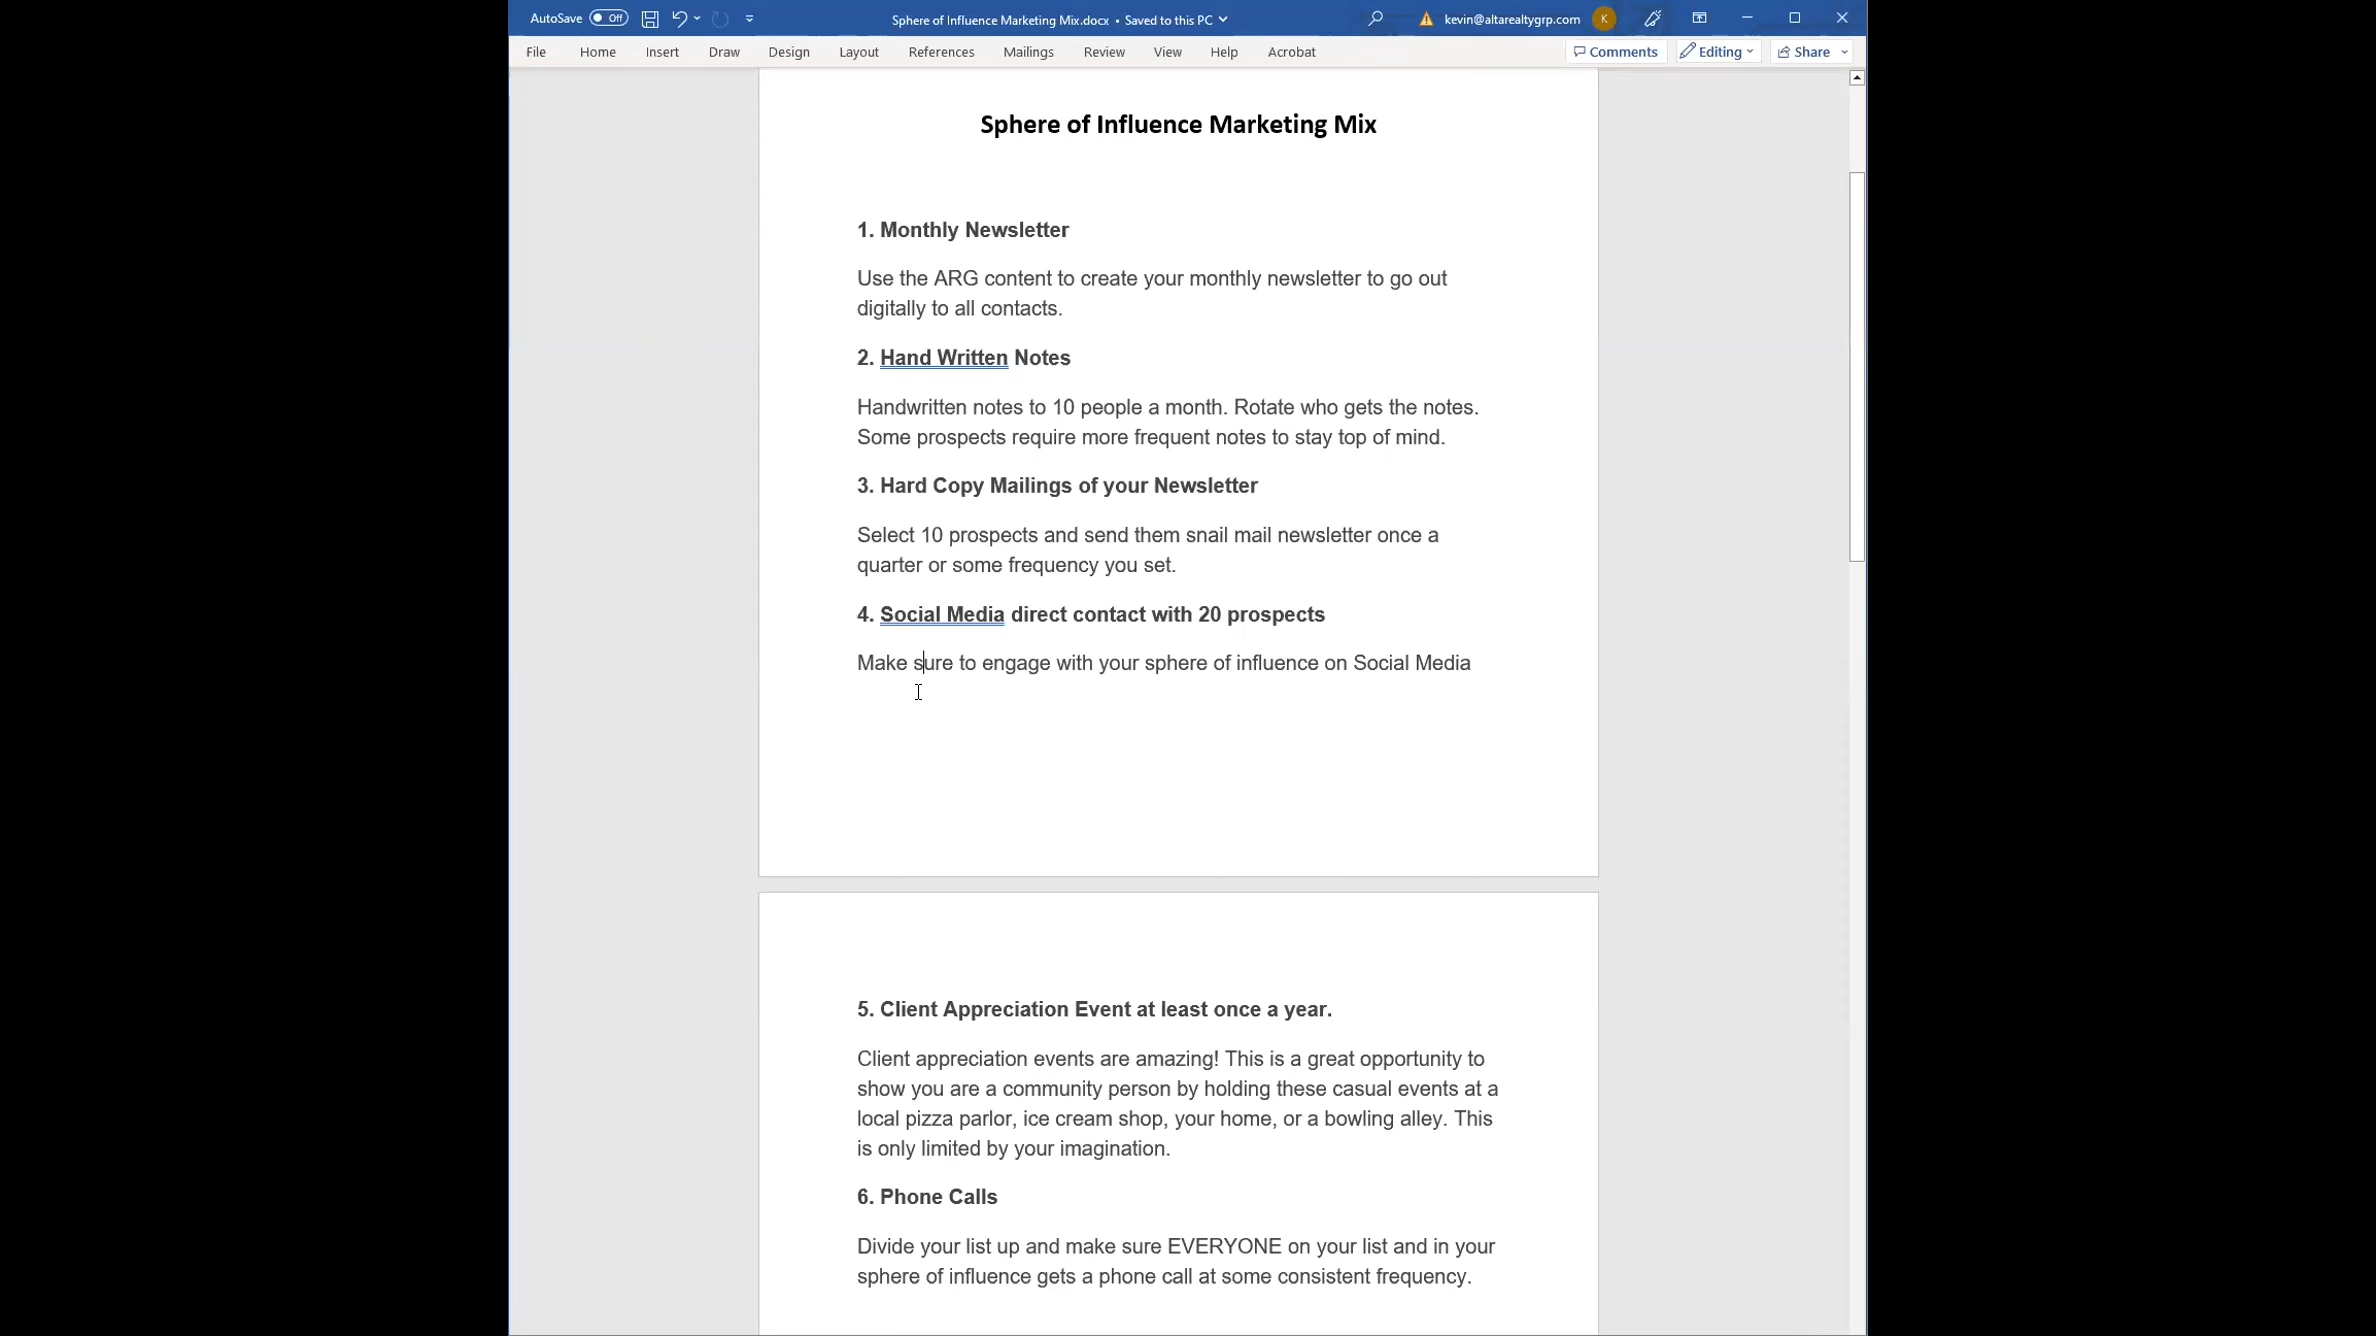 AutoSave Off Sphere of Influence Marketing Mix.docx • Saved to this PC kevin@altarealtygrp.com K
File Home Insert Draw Design Layout References Mailings Review View Help Acrobat Comments Editing Share
Sphere of Influence Marketing Mix
1. Monthly Newsletter
Use the ARG content to create your monthly newsletter to go out
digitally to all contacts.
2. Hand Written Notes
Handwritten notes to 10 people a month. Rotate who gets the notes.
Some prospects require more frequent notes to stay top of mind.
3. Hard Copy Mailings of your Newsletter
Select 10 prospects and send them snail mail newsletter once a
quarter or some frequency you set.
4. Social Media direct contact with 20 prospects
Make sure to engage with your sphere of influence on Social Media
5. Client Appreciation Event at least once a year.
Client appreciation events are amazing! This is a great opportunity to
show you are a community person by holding these casual events at a
local pizza parlor, ice cream shop, your home, or a bowling alley. This
is only limited by your imagination.
6. Phone Calls
Divide your list up and make sure EVERYONE on your list and in your
sphere of influence gets a phone call at some consistent frequency.